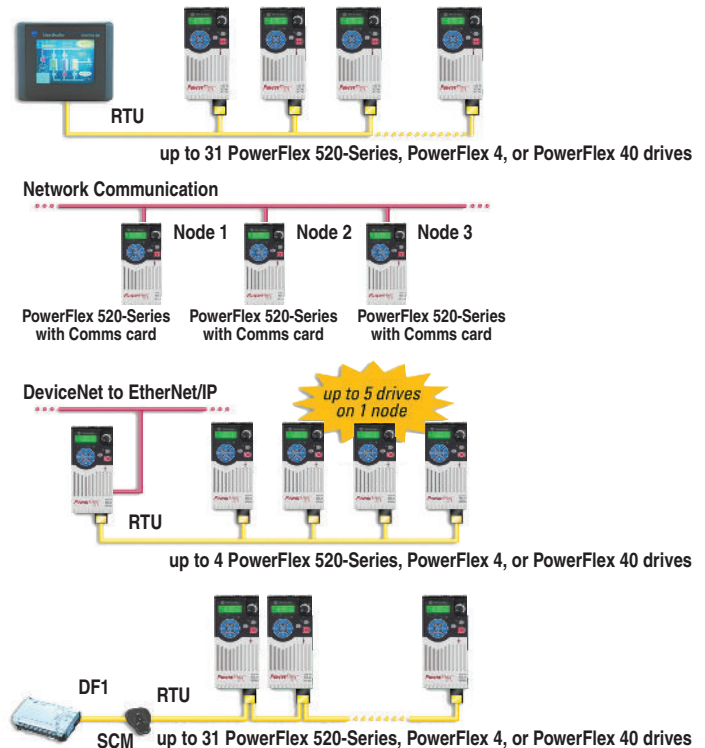 RTU
up to 31 PowerFlex 520-Series, PowerFlex 4, or PowerFlex 40 drives
Network Communication
Node 1
Node 2
Node 3
PowerFlex 520-Series
with Comms card
PowerFlex 520-Series
with Comms card
PowerFlex 520-Series
with Comms card
DeviceNet to EtherNet/IP
up to 5 drives
on 1 node
RTU
up to 4 PowerFlex 520-Series, PowerFlex 4, or PowerFlex 40 drives
DF1
RTU
SCM
up to 31 PowerFlex 520-Series, PowerFlex 4, or PowerFlex 40 drives